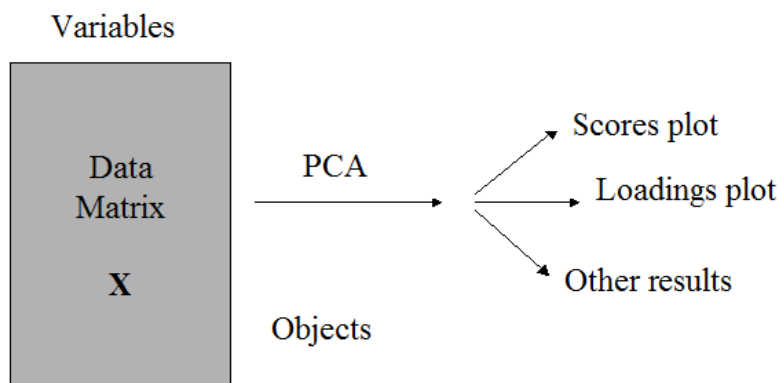 Variables
Data
Matrix
X
PCA
Objects
Scores plot
Loadings plot
Other results